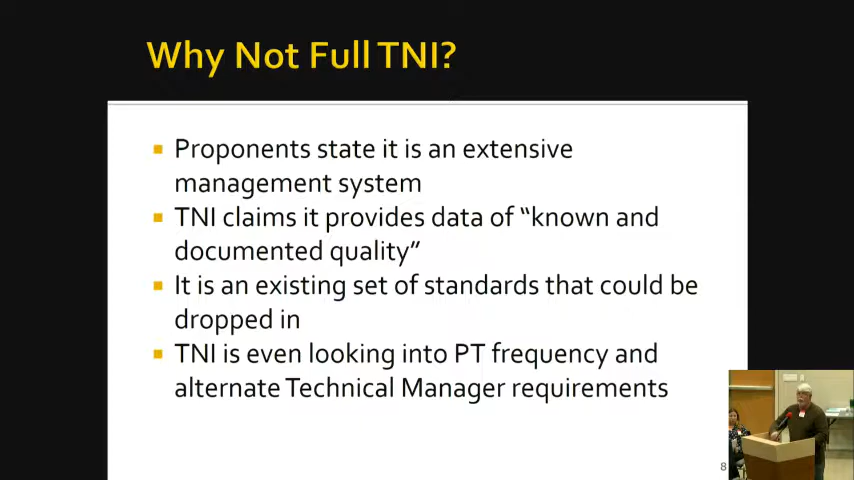 Why Not Full TNI?
▪ Proponents state it is an extensive
management system
▪ TNI claims it provides data of “known and
documented quality”
▪ It is an existing set of standards that could be
dropped in
▪ TNI is even looking into PT frequency and
alternate Technical Manager requirements
8